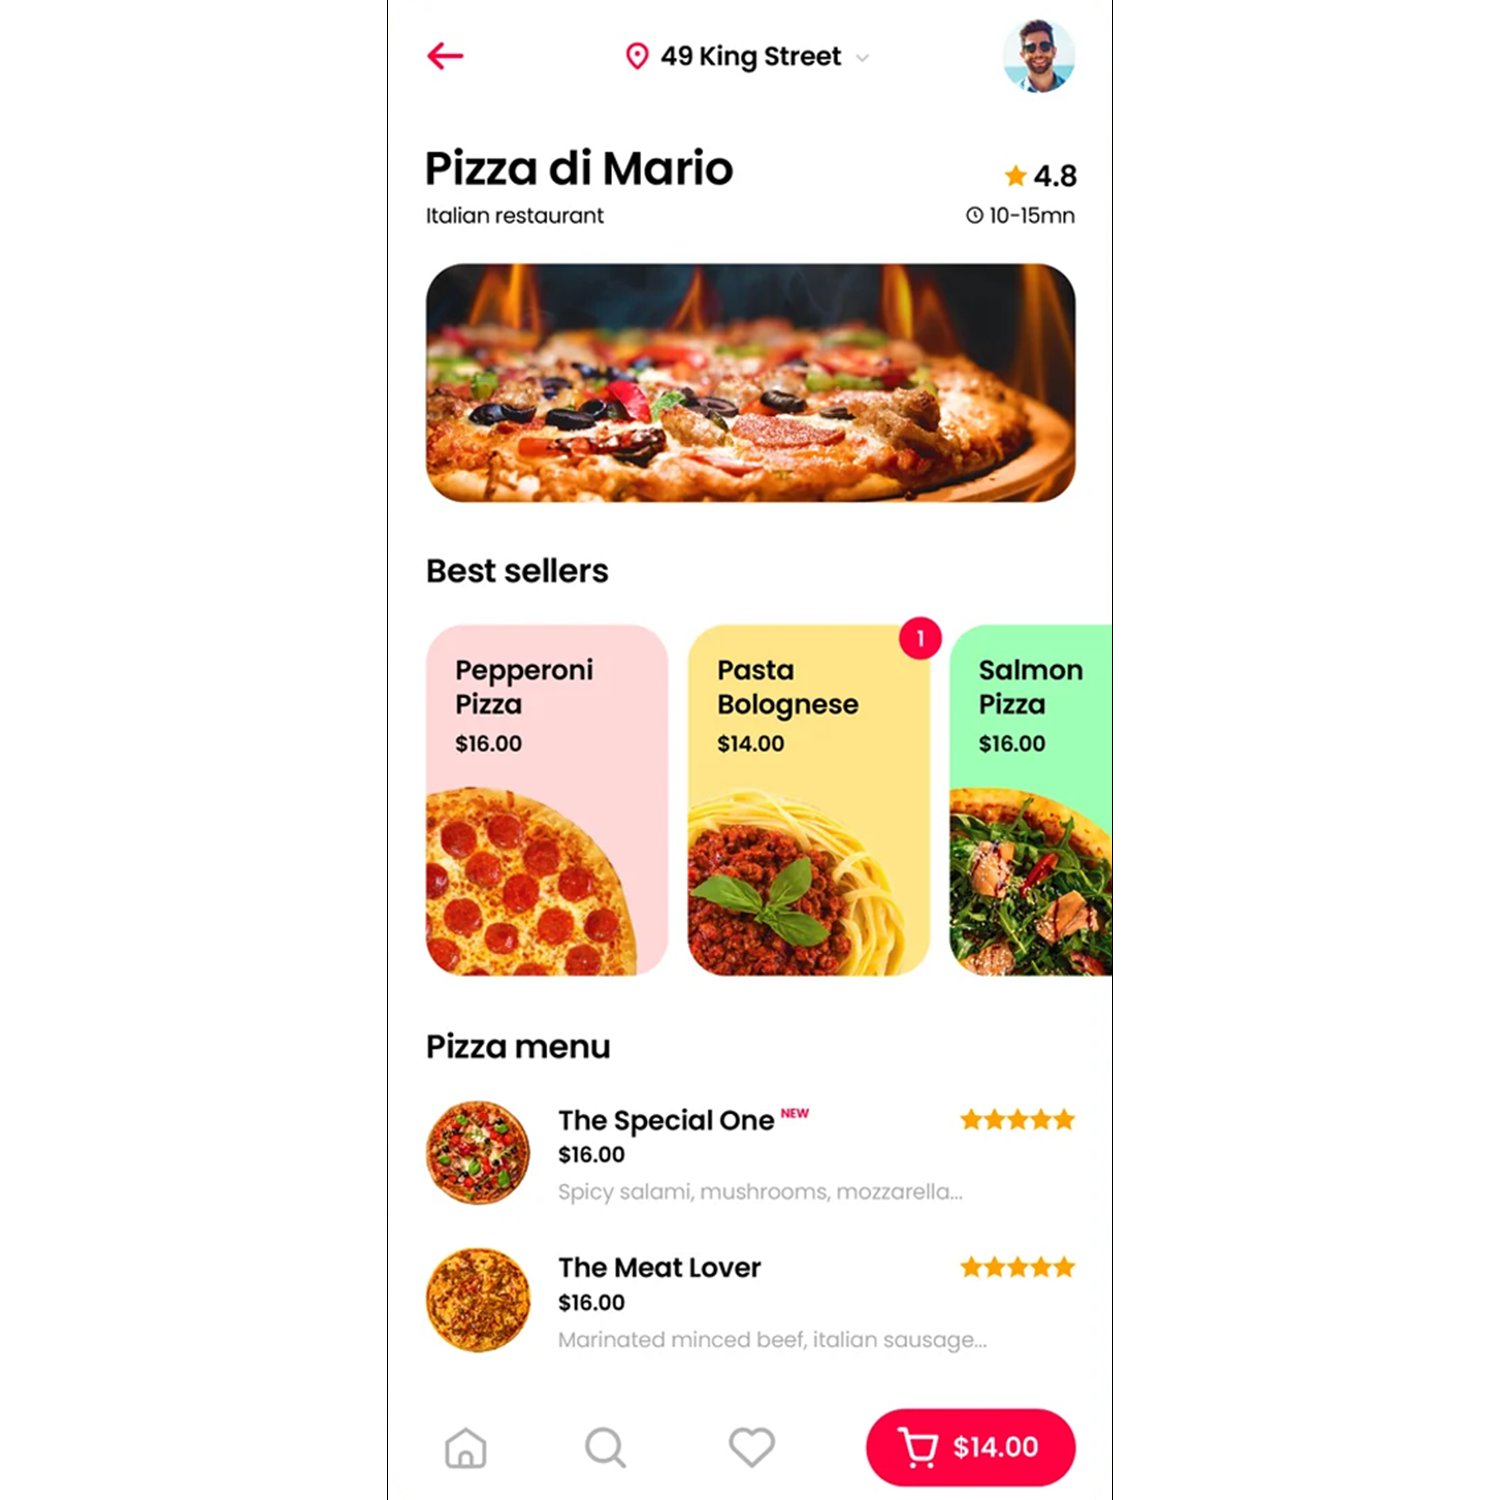 49 King Street
Pizza di Mario
4.8
Italian restaurant
10-15mn
Best sellers
1
Pepperoni
Pizza
$16.00
Pasta
Bolognese
$14.00
Salmon
Pizza
$16.00
Pizza menu
The Special One NEW
$16.00
Spicy salami, mushrooms, mozzarella...
The Meat Lover
$16.00
Marinated minced beef, italian sausage...
$14.00